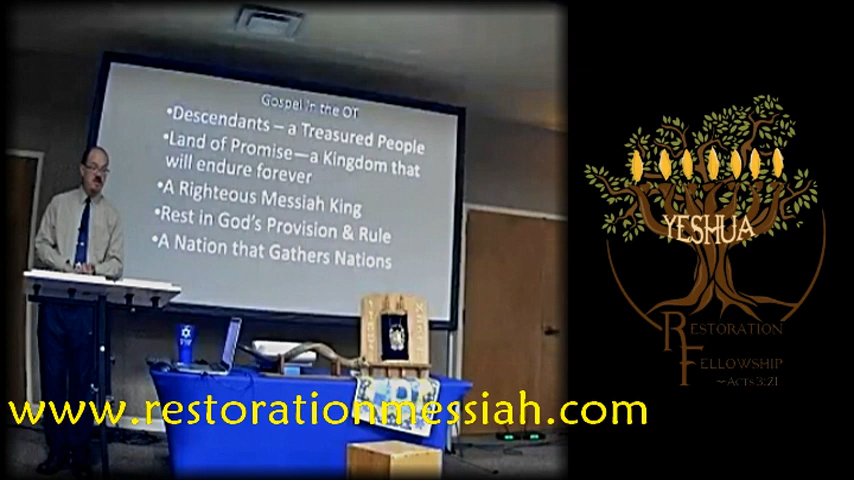 Gospel in the OT
•Descendants – a Treasured People
•Land of Promise—a Kingdom that
will endure forever
•A Righteous Messiah King
•Rest in God's Provision & Rule
•A Nation that Gathers Nations
YESHUA
RESTORATION
FELLOWSHIP
~ACTS 3:21
www.restorationmessiah.com